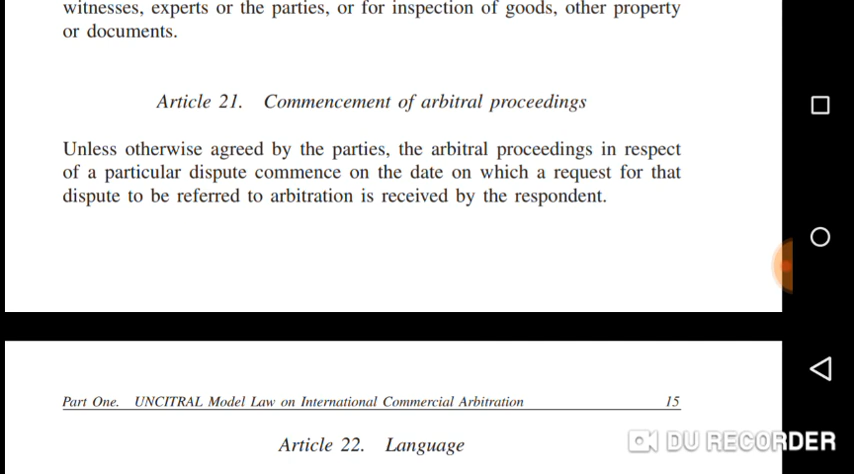 witnesses, experts or the parties, or for inspection of goods, other property
or documents.
Article 21. Commencement of arbitral proceedings
Unless otherwise agreed by the parties, the arbitral proceedings in respect
of a particular dispute commence on the date on which a request for that
dispute to be referred to arbitration is received by the respondent.
Part One. UNCITRAL Model Law on International Commercial Arbitration 15
Article 22. Language
DU RECORDER